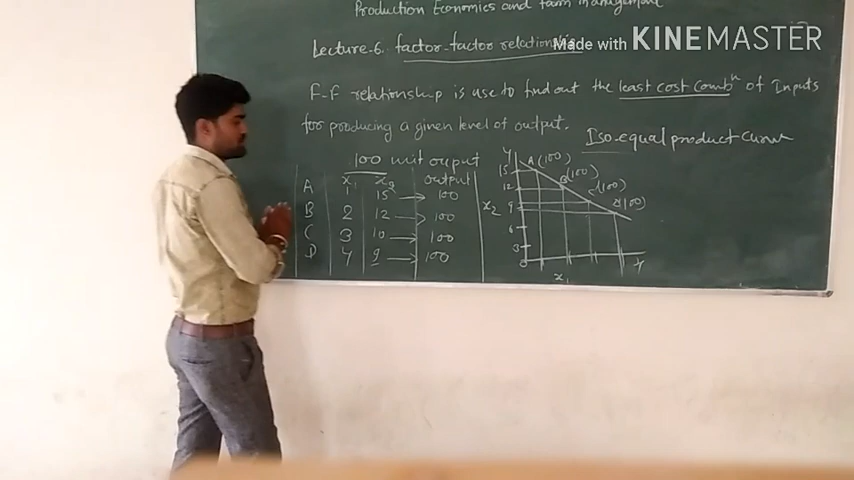 Production Economics and farm management
Lecture-6. factor-factor relationship
Made with KINEMASTER
F-F relationship is use to find out the least cost combⁿ of Inputs
for producing a given level of output.
Iso-equal product Curve
100 unit ouput
x₁ x₂ output
A 1 15 → 100
B 2 12 → 100
C 3 10 → 100
D 4 9 → 100
y
A (100)
B (100)
C (100)
D (100)
15
12
9
6
3
0
x₂
x₁